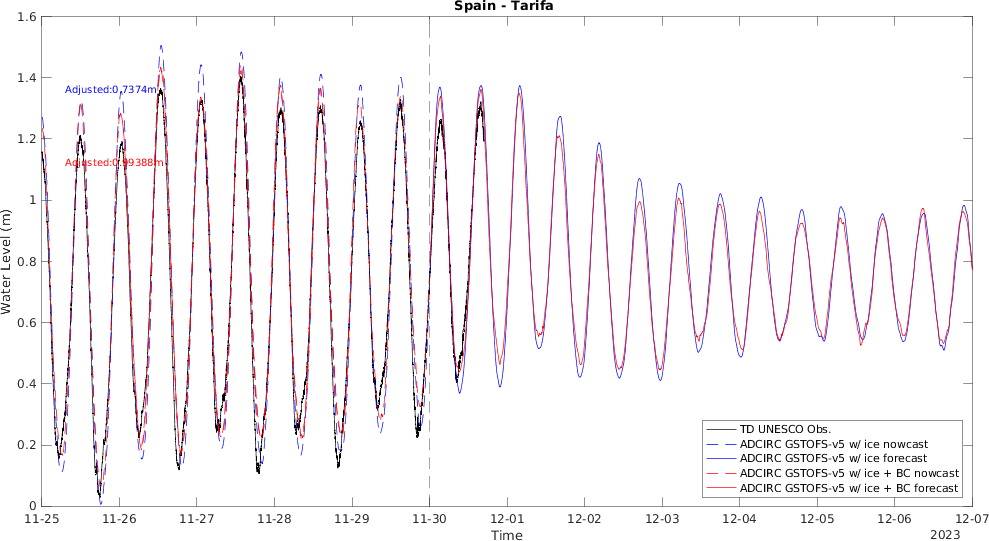 Spain - Tarifa
1.6
1.4
1.2
1
0.8
0.6
0.4
0.2
0
Water Level (m)
Adjusted:0.7374m
Adjusted:0.99388m
TD UNESCO Obs.
ADCIRC GSTOFS-v5 w/ ice nowcast
ADCIRC GSTOFS-v5 w/ ice forecast
ADCIRC GSTOFS-v5 w/ ice + BC nowcast
ADCIRC GSTOFS-v5 w/ ice + BC forecast
11-25 11-26 11-27 11-28 11-29 11-30 12-01 12-02 12-03 12-04 12-05 12-06 12-07
Time
2023